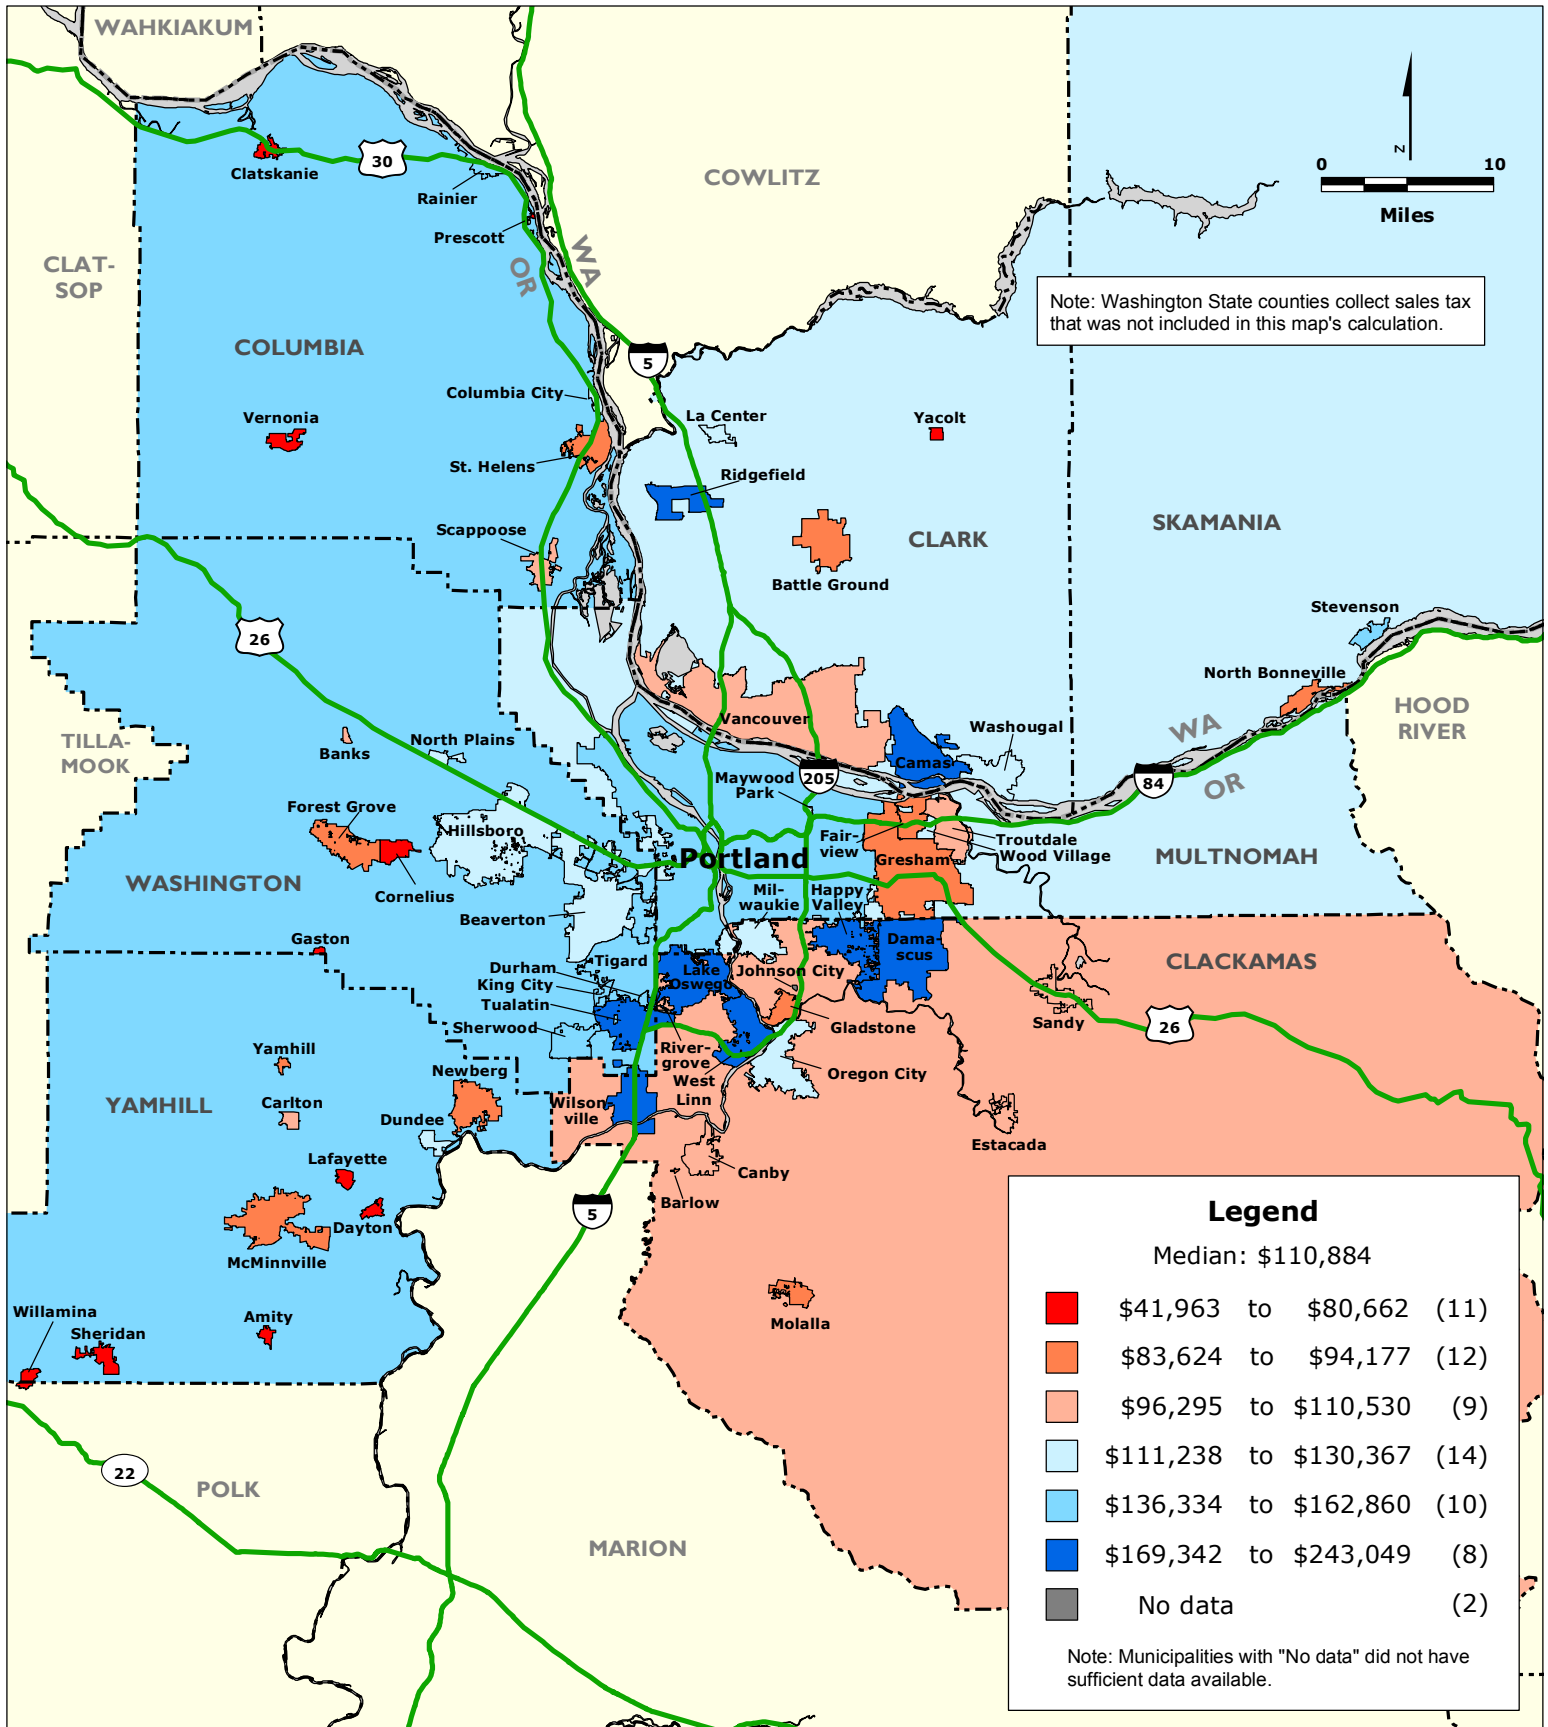 WAHKIAKUM
COWLITZ
CLAT-
SOP
TILLA-
MOOK
COLUMBIA
CLARK
SKAMANIA
HOOD
RIVER
WASHINGTON
MULTNOMAH
YAMHILL
CLACKAMAS
POLK
MARION
WA
OR
WA
OR
30
5
26
205
84
26
5
22
N
0 10
Miles
Note: Washington State counties collect sales tax
that was not included in this map's calculation.
Clatskanie
Rainier
Prescott
Columbia City
Vernonia
St. Helens
Scappoose
La Center
Yacolt
Ridgefield
Battle Ground
Stevenson
North Bonneville
Vancouver
Washougal
Camas
Banks
North Plains
Maywood
Park
Forest Grove
Hillsboro
Portland
Fair-
view
Troutdale
Wood Village
Gresham
Cornelius
Beaverton
Mil-
waukie
Happy
Valley
Gaston
Tigard
Dama-
scus
Durham
King City
Lake
Oswego
Johnson City
Tualatin
Sherwood
Gladstone
Sandy
River-
grove
West
Linn
Oregon City
Yamhill
Newberg
Carlton
Dundee
Wilson-
ville
Estacada
Lafayette
Canby
Barlow
Dayton
McMinnville
Molalla
Willamina
Sheridan
Amity
Legend
Median: $110,884
$41,963 to $80,662 (11)
$83,624 to $94,177 (12)
$96,295 to $110,530 (9)
$111,238 to $130,367 (14)
$136,334 to $162,860 (10)
$169,342 to $243,049 (8)
No data (2)
Note: Municipalities with "No data" did not have
sufficient data available.